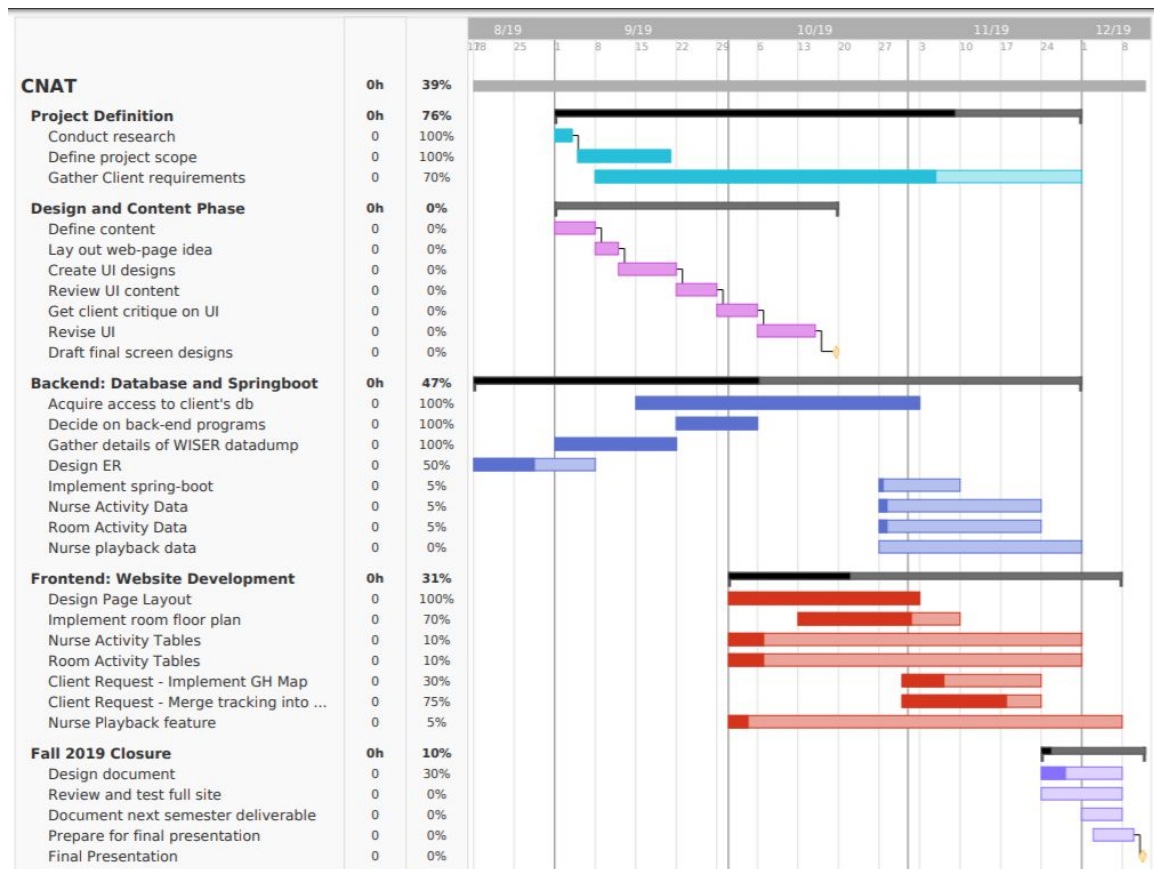 8/19 9/19 10/19 11/19 12/19
18 25 1 8 15 22 29 6 13 20 27 3 10 17 24 1 8
CNAT 0h 39%
Project Definition 0h 76%
Conduct research 0 100%
Define project scope 0 100%
Gather Client requirements 0 70%
Design and Content Phase 0h 0%
Define content 0 0%
Lay out web-page idea 0 0%
Create UI designs 0 0%
Review UI content 0 0%
Get client critique on UI 0 0%
Revise UI 0 0%
Draft final screen designs 0 0%
Backend: Database and Springboot 0h 47%
Acquire access to client's db 0 100%
Decide on back-end programs 0 100%
Gather details of WISER datadump 0 100%
Design ER 0 50%
Implement spring-boot 0 5%
Nurse Activity Data 0 5%
Room Activity Data 0 5%
Nurse playback data 0 0%
Frontend: Website Development 0h 31%
Design Page Layout 0 100%
Implement room floor plan 0 70%
Nurse Activity Tables 0 10%
Room Activity Tables 0 10%
Client Request - Implement GH Map 0 30%
Client Request - Merge tracking into ... 0 75%
Nurse Playback feature 0 5%
Fall 2019 Closure 0h 10%
Design document 0 30%
Review and test full site 0 0%
Document next semester deliverable 0 0%
Prepare for final presentation 0 0%
Final Presentation 0 0%